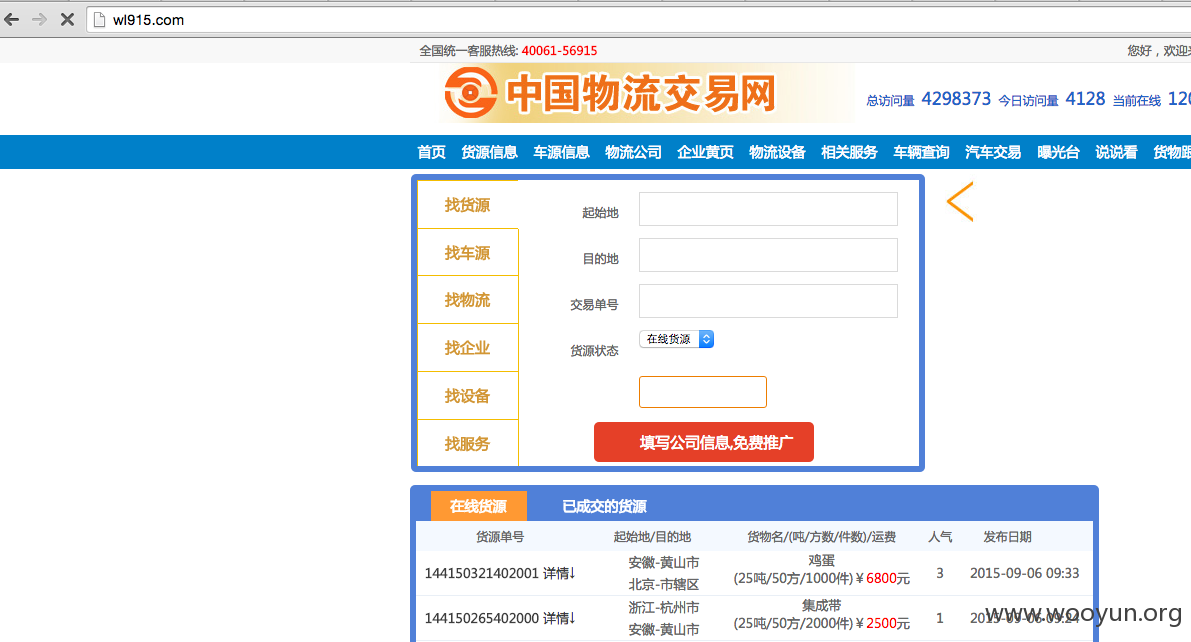 wl915.com
全国统一客服热线: 40061-56915
您好，欢迎
中国物流交易网
总访问量 4298373 今日访问量 4128 当前在线 120
首页 货源信息 车源信息 物流公司 企业黄页 物流设备 相关服务 车辆查询 汽车交易 曝光台 说说看 货物跟
找货源
起始地
找车源
目的地
找物流
交易单号
找企业
货源状态 在线货源
找设备
找服务
填写公司信息,免费推广
在线货源 已成交的货源
货源单号 起始地/目的地 货物名/(吨/方数/件数)/运费 人气 发布日期
144150321402001 详情↓ 安徽-黄山市 北京-市辖区 鸡蛋 (25吨/50方/1000件)￥6800元 3 2015-09-06 09:33
144150265402000 详情↓ 浙江-杭州市 安徽-黄山市 集成带 (25吨/50方/2000件)￥2500元 1 2015-09-06 09:24
www.wooyun.org